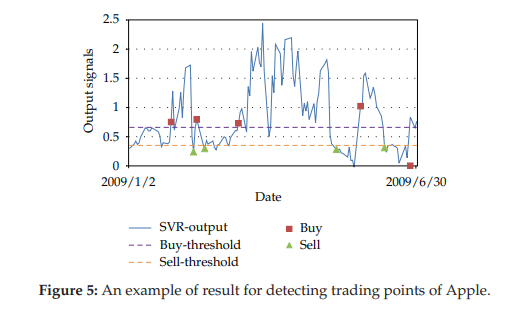 2.5
2
1.5
1
0.5
0
Output signals
2009/1/2
2009/6/30
Date
SVR-output
Buy
Buy-threshold
Sell
Sell-threshold
Figure 5: An example of result for detecting trading points of Apple.